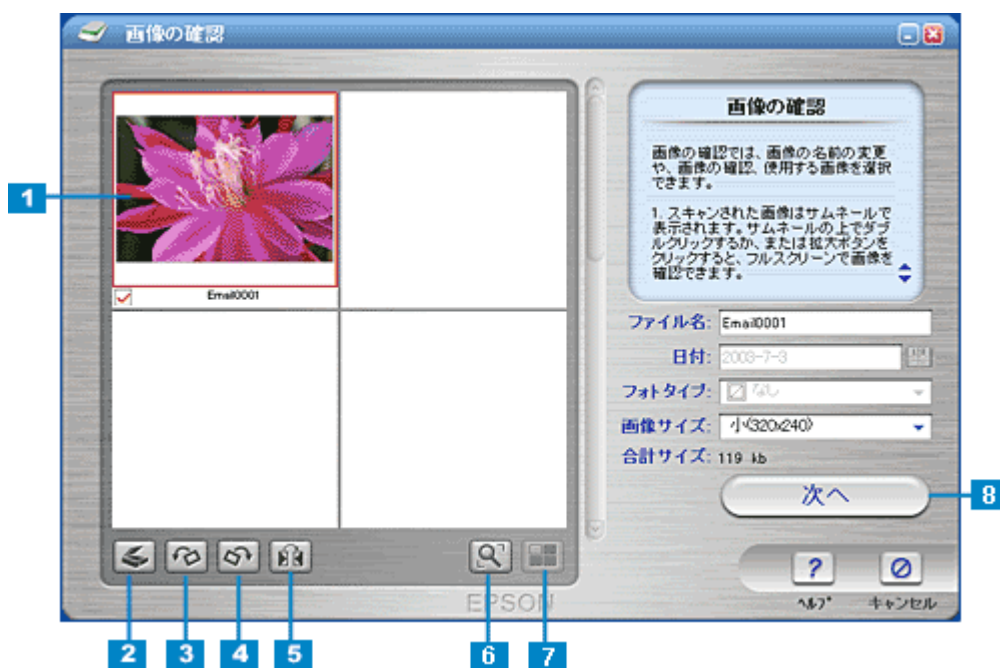 画像の確認
画像の確認
画像の確認では、画像の名前の変更
や、画像の確認、使用する画像を選択
できます。
1. スキャンされた画像はサムネールで
表示されます。サムネールの上でダブ
ルクリックするか、または拡大ボタンを
クリックすると、フルスクリーンで画像を
確認できます。
1
Email0001
ファイル名: Email0001
日付: 2003-7-3
フォトタイプ: なし
画像サイズ: 小(320x240)
合計サイズ: 119 kb
次へ
8
?
ヘルプ
キャンセル
EPSON
2
3
4
5
6
7